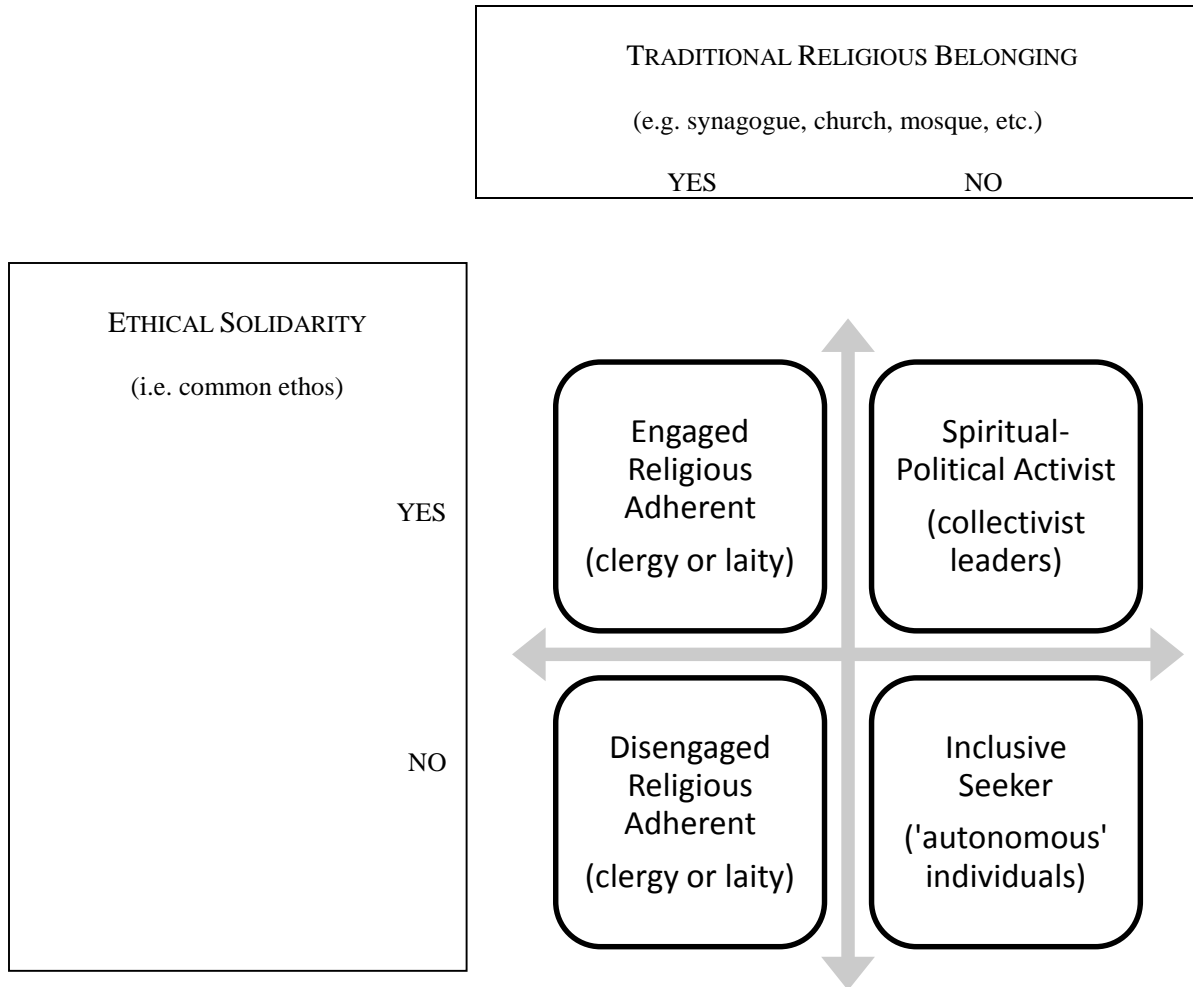 TRADITIONAL RELIGIOUS BELONGING
(e.g. synagogue, church, mosque, etc.)
YES NO
ETHICAL SOLIDARITY
(i.e. common ethos)
YES
NO
Engaged
Religious
Adherent
(clergy or laity)
Spiritual-
Political Activist
(collectivist
leaders)
Disengaged
Religious
Adherent
(clergy or laity)
Inclusive
Seeker
('autonomous'
individuals)